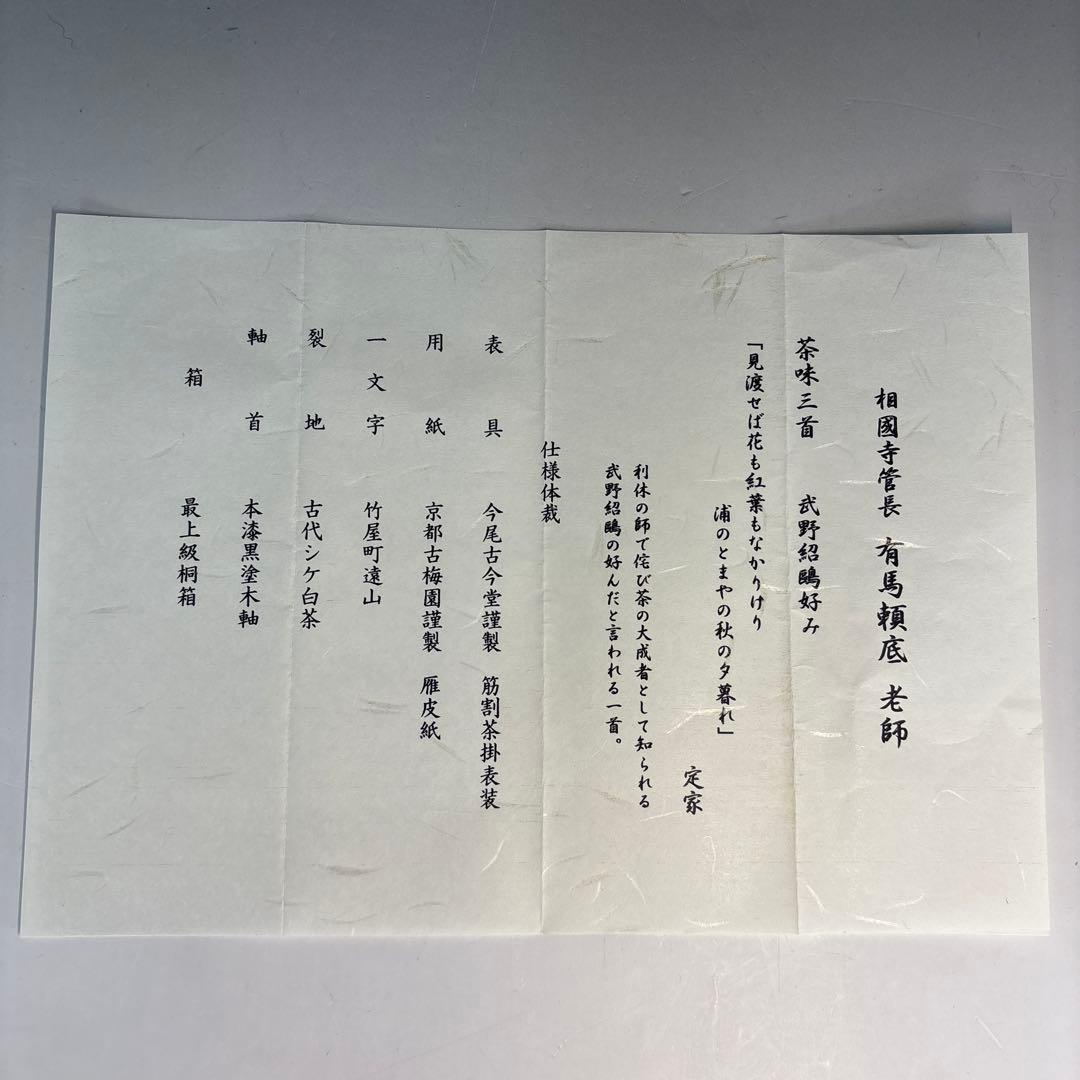 相國寺管長 有馬頼底 老師
茶味三首 武野紹鷗好み
「見渡せば花も紅葉もなかりけり
浦のとまやの秋の夕暮れ」
定家
利休の師で侘び茶の大成者として知られる
武野紹鷗の好んだと言われる一首。
仕様体裁
表具 今尾古今堂謹製 筋割茶掛表装
用紙 京都古梅園謹製 雁皮紙
一文字 竹屋町遠山
裂地 古代シケ白茶
軸首 本漆黒塗木軸
箱 最上級桐箱